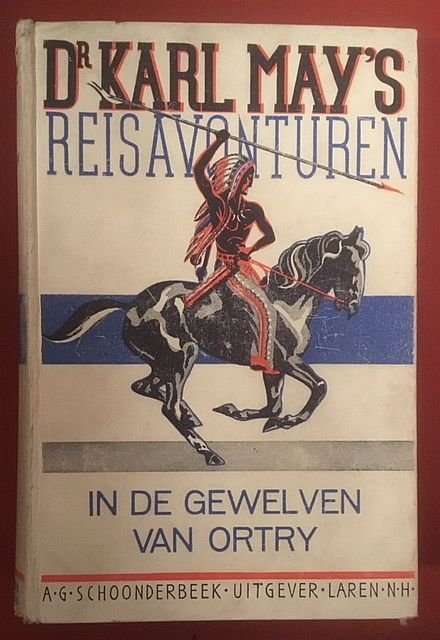 DR KARL MAY'S
REISAVONTUREN
IN DE GEWELVEN
VAN ORTRY
A·G·SCHOONDERBEEK·UITGEVER·LAREN·N·H·